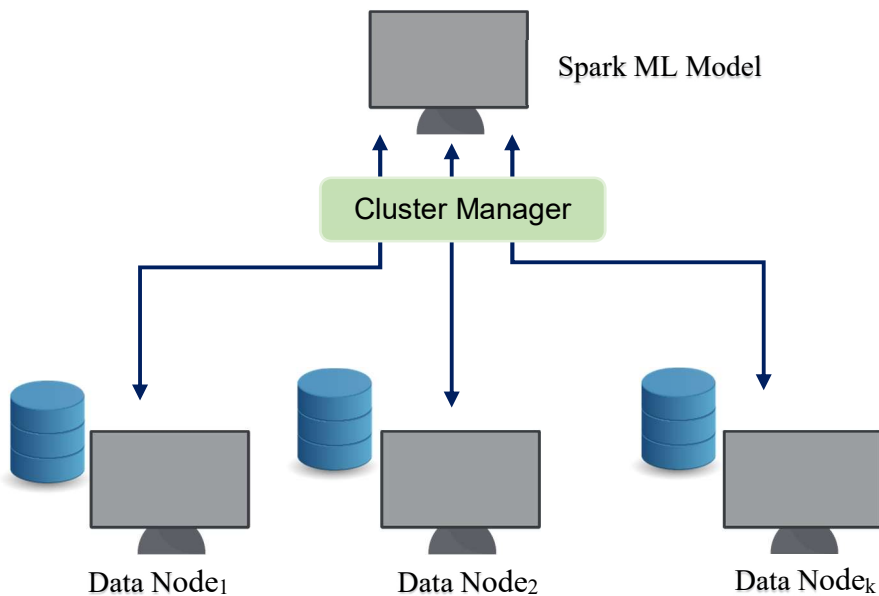 Spark ML Model
Cluster Manager
Data Node₁
Data Node₂
Data Nodeₖ